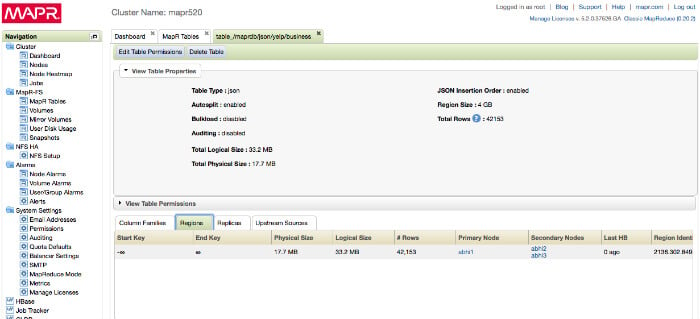 MAPR
Cluster Name: mapr520
Logged in as root | Blog | Support | Help | mapr.com | Log out
Manage Licenses v. 5.2.0.37626.GA Classic MapReduce (0.20.2)
Navigation
Cluster
Dashboard
Nodes
Node Heatmap
Jobs
MapR-FS
MapR Tables
Volumes
Mirror Volumes
User Disk Usage
Snapshots
NFS HA
NFS Setup
Alarms
Node Alarms
Volume Alarms
User/Group Alarms
Alerts
System Settings
Email Addresses
Permissions
Auditing
Quota Defaults
Balancer Settings
SMTP
MapReduce Mode
Metrics
Manage Licenses
HBase
Job Tracker
Dashboard MapR Tables table_/maprdb/json/yelp/business
Edit Table Permissions Delete Table
View Table Properties
Table Type : json JSON Insertion Order : enabled
Autosplit : enabled Region Size : 4 GB
Bulkload : disabled Total Rows : 42153
Auditing : disabled
Total Logical Size : 33.2 MB
Total Physical Size : 17.7 MB
View Table Permissions
Column Families Regions Replicas Upstream Sources
Start Key End Key Physical Size Logical Size # Rows Primary Node Secondary Nodes Last HB Region Identi
-∞ ∞ 17.7 MB 33.2 MB 42,153 abhi1 abhi2 0 ago 2136.302.649
abhi3